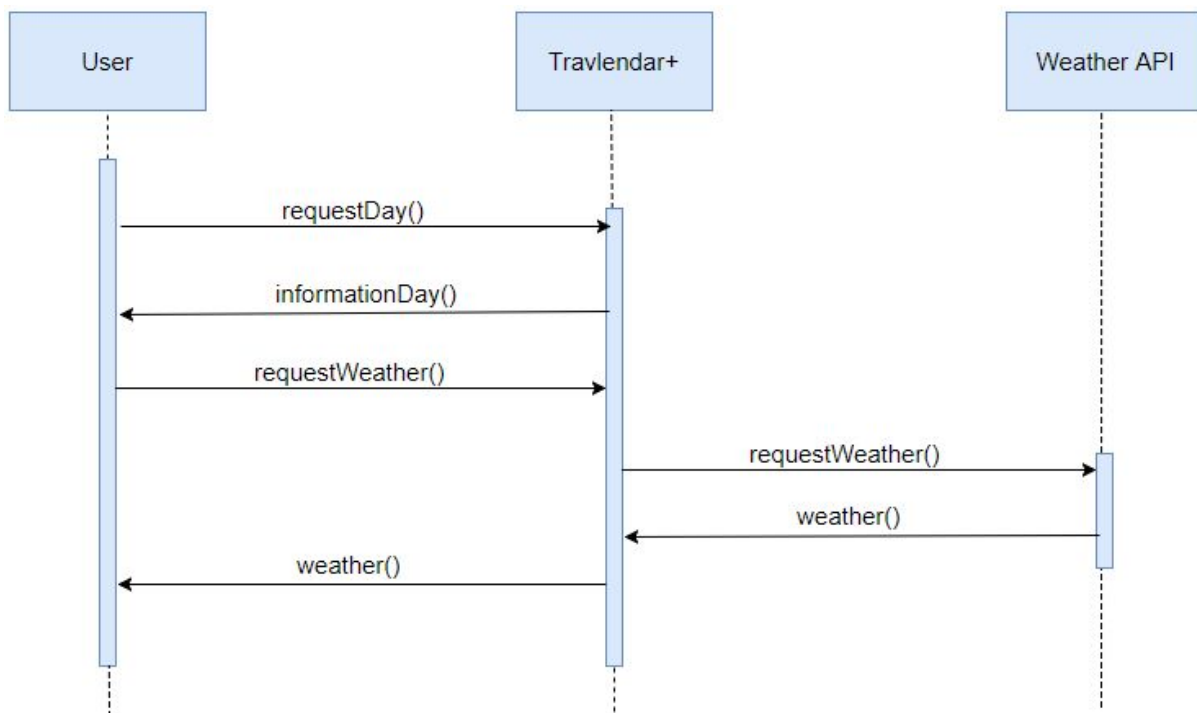 User
Travlendar+
Weather API
requestDay()
informationDay()
requestWeather()
requestWeather()
weather()
weather()